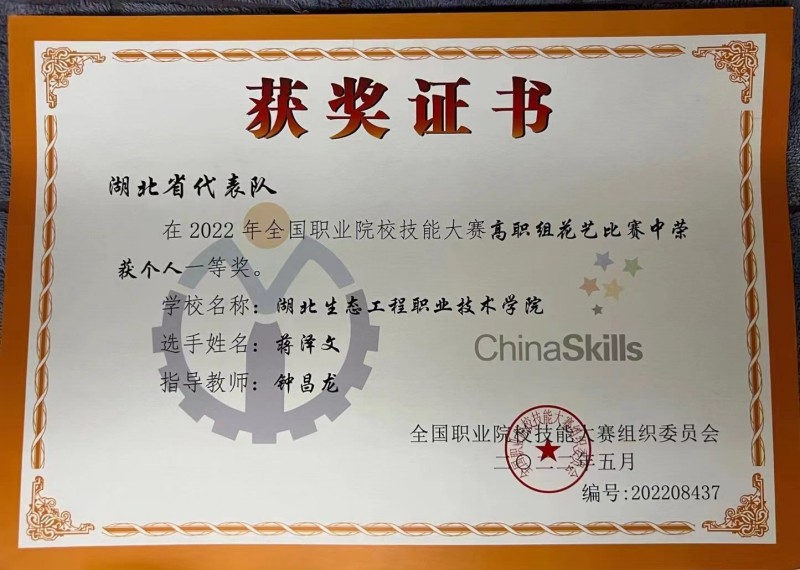 获奖证书
湖北省代表队
在2022年全国职业院校技能大赛高职组花艺比赛中荣
获个人一等奖。
学校名称：湖北生态工程职业技术学院
选手姓名：蒋泽文
指导教师：钟昌龙
ChinaSkills
全国职业院校技能大赛组织委员会
二〇二二年五月
编号:202208437